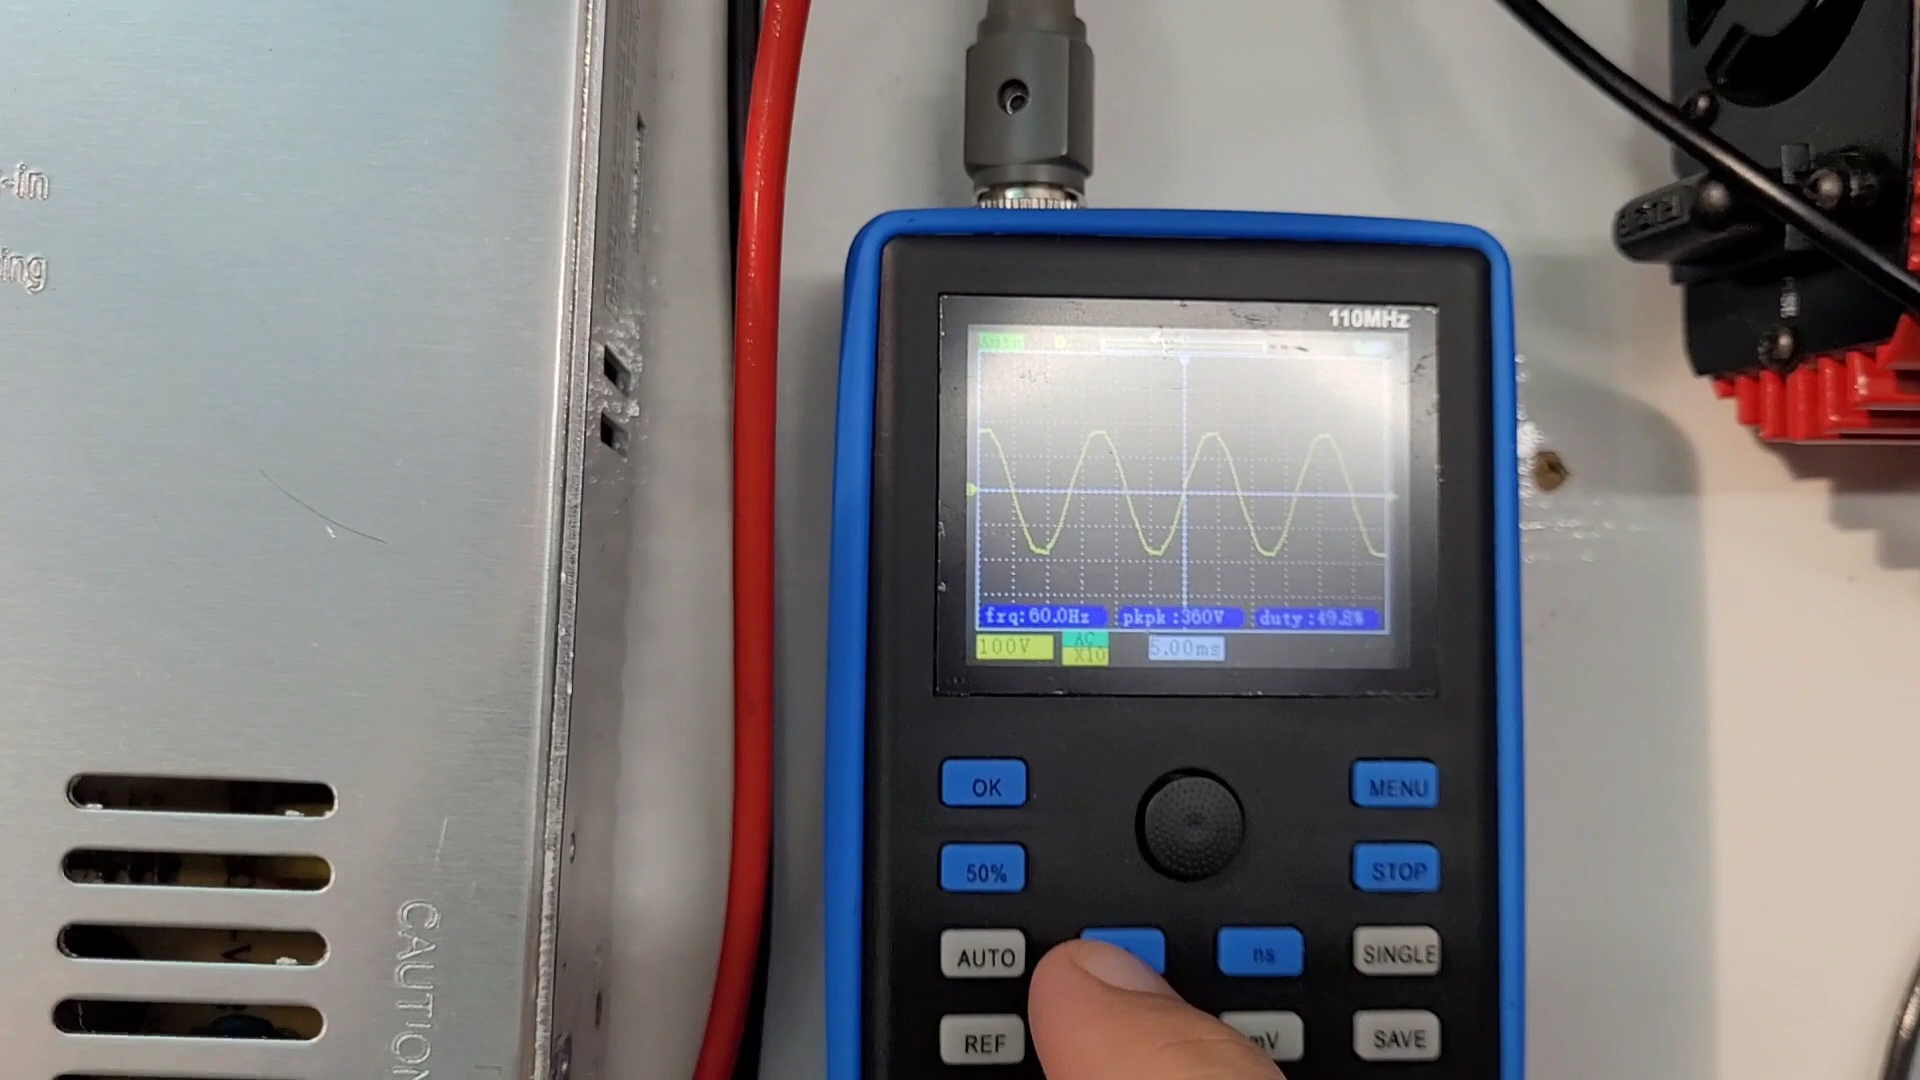 -in
ing
110MHz
Auto
frq:60.0Hz
pkpk:360V
duty:49.8%
100V
AC
X10
5.00ms
OK
MENU
50%
STOP
AUTO
ns
SINGLE
REF
mV
SAVE
CAUTION